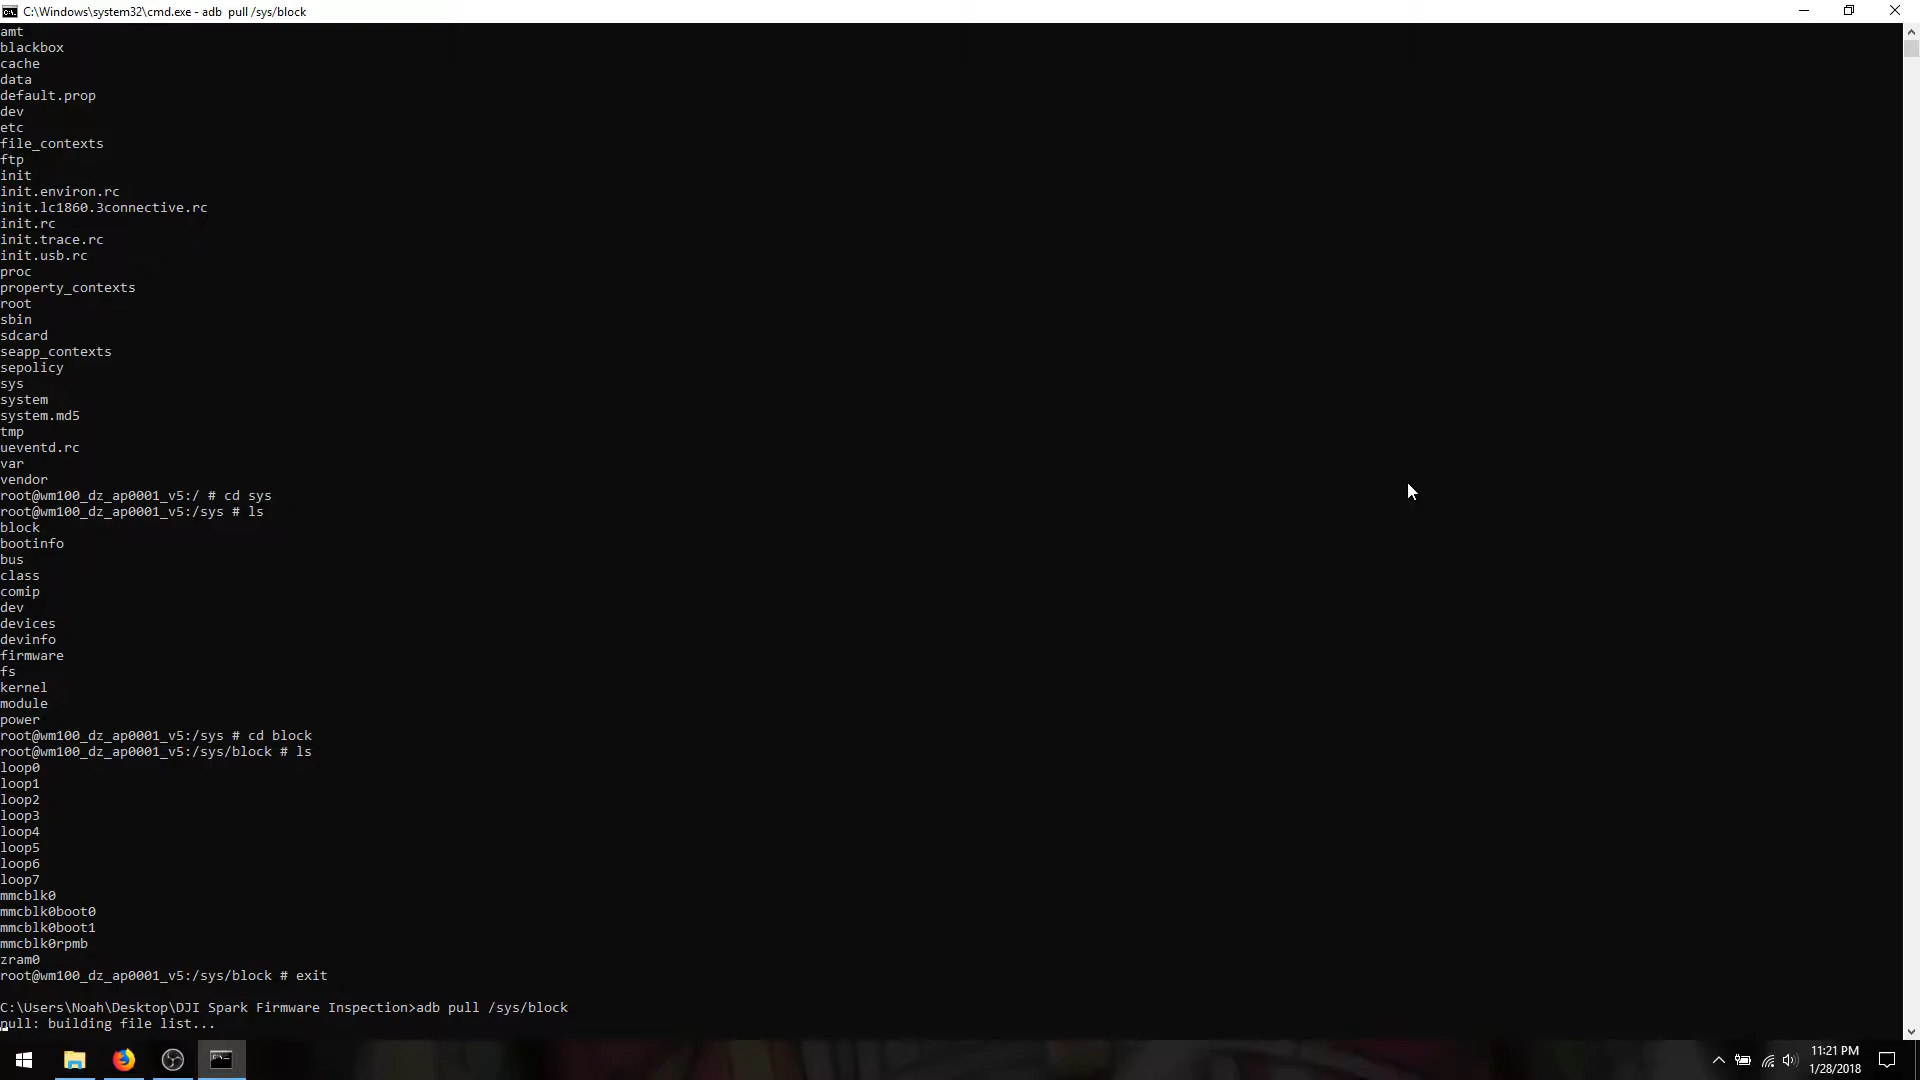 C:\Windows\system32\cmd.exe - adb  pull /sys/block
amt
blackbox
cache
data
default.prop
dev
etc
file_contexts
ftp
init
init.environ.rc
init.lc1860.3connective.rc
init.rc
init.trace.rc
init.usb.rc
proc
property_contexts
root
sbin
sdcard
seapp_contexts
sepolicy
sys
system
system.md5
tmp
ueventd.rc
var
vendor
root@wm100_dz_ap0001_v5:/ # cd sys
root@wm100_dz_ap0001_v5:/sys # ls
block
bootinfo
bus
class
comip
dev
devices
devinfo
firmware
fs
kernel
module
power
root@wm100_dz_ap0001_v5:/sys # cd block
root@wm100_dz_ap0001_v5:/sys/block # ls
loop0
loop1
loop2
loop3
loop4
loop5
loop6
loop7
mmcblk0
mmcblk0boot0
mmcblk0boot1
mmcblk0rpmb
zram0
root@wm100_dz_ap0001_v5:/sys/block # exit
C:\Users\Noah\Desktop\DJI Spark Firmware Inspection>adb pull /sys/block
pull: building file list...
11:21 PM
1/28/2018